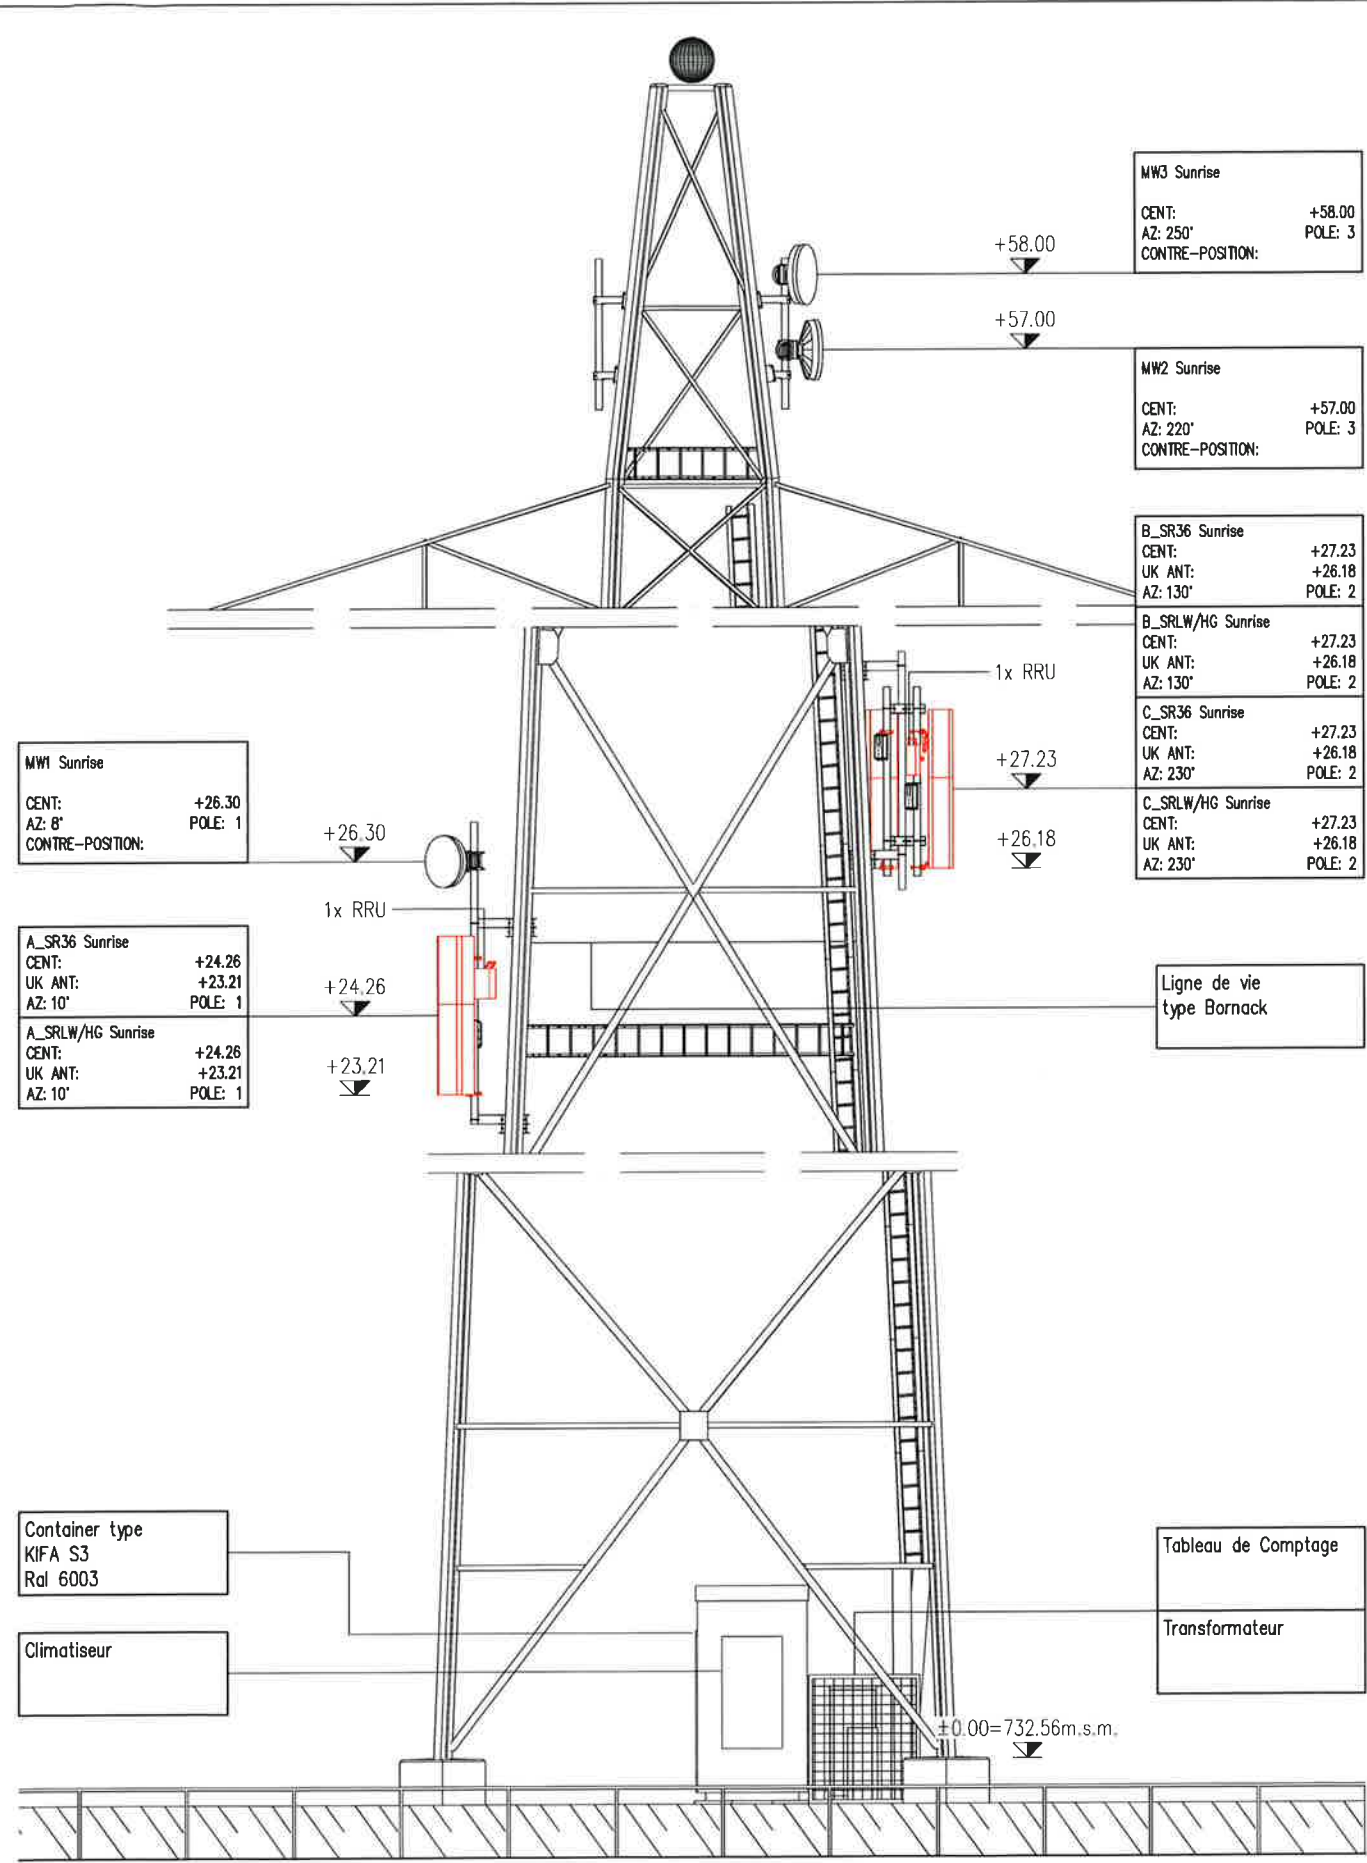 MW3 Sunrise
CENT: +58.00
AZ: 250° POLE: 3
CONTRE-POSITION:
+58.00
+57.00
MW2 Sunrise
CENT: +57.00
AZ: 220° POLE: 3
CONTRE-POSITION:
B_SR36 Sunrise
CENT: +27.23
UK ANT: +26.18
AZ: 130° POLE: 2
B_SRLW/HG Sunrise
CENT: +27.23
UK ANT: +26.18
AZ: 130° POLE: 2
1x RRU
C_SR36 Sunrise
CENT: +27.23
UK ANT: +26.18
AZ: 230° POLE: 2
C_SRLW/HG Sunrise
CENT: +27.23
UK ANT: +26.18
AZ: 230° POLE: 2
+27.23
+26.18
MW1 Sunrise
CENT: +26.30
AZ: 8° POLE: 1
CONTRE-POSITION:
+26.30
1x RRU
A_SR36 Sunrise
CENT: +24.26
UK ANT: +23.21
AZ: 10° POLE: 1
A_SRLW/HG Sunrise
CENT: +24.26
UK ANT: +23.21
AZ: 10° POLE: 1
+24.26
+23.21
Ligne de vie
type Bornack
Container type
KIFA S3
Ral 6003
Climatiseur
Tableau de Comptage
Transformateur
±0.00=732.56m.s.m.